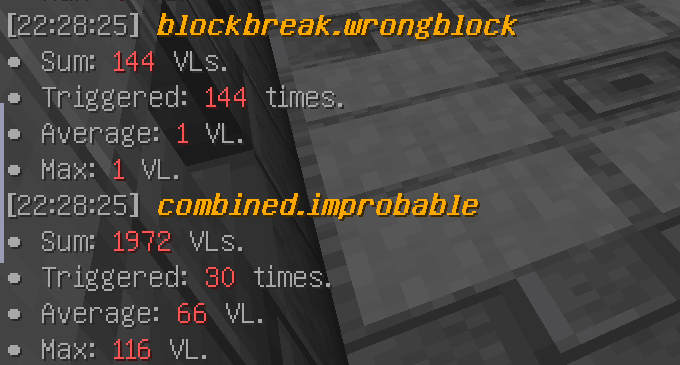 [22:28:25] blockbreak.wrongblock
● Sum: 144 VLs.
● Triggered: 144 times.
● Average: 1 VL.
● Max: 1 VL.
[22:28:25] combined.improbable
● Sum: 1972 VLs.
● Triggered: 30 times.
● Average: 66 VL.
● Max: 116 VL.